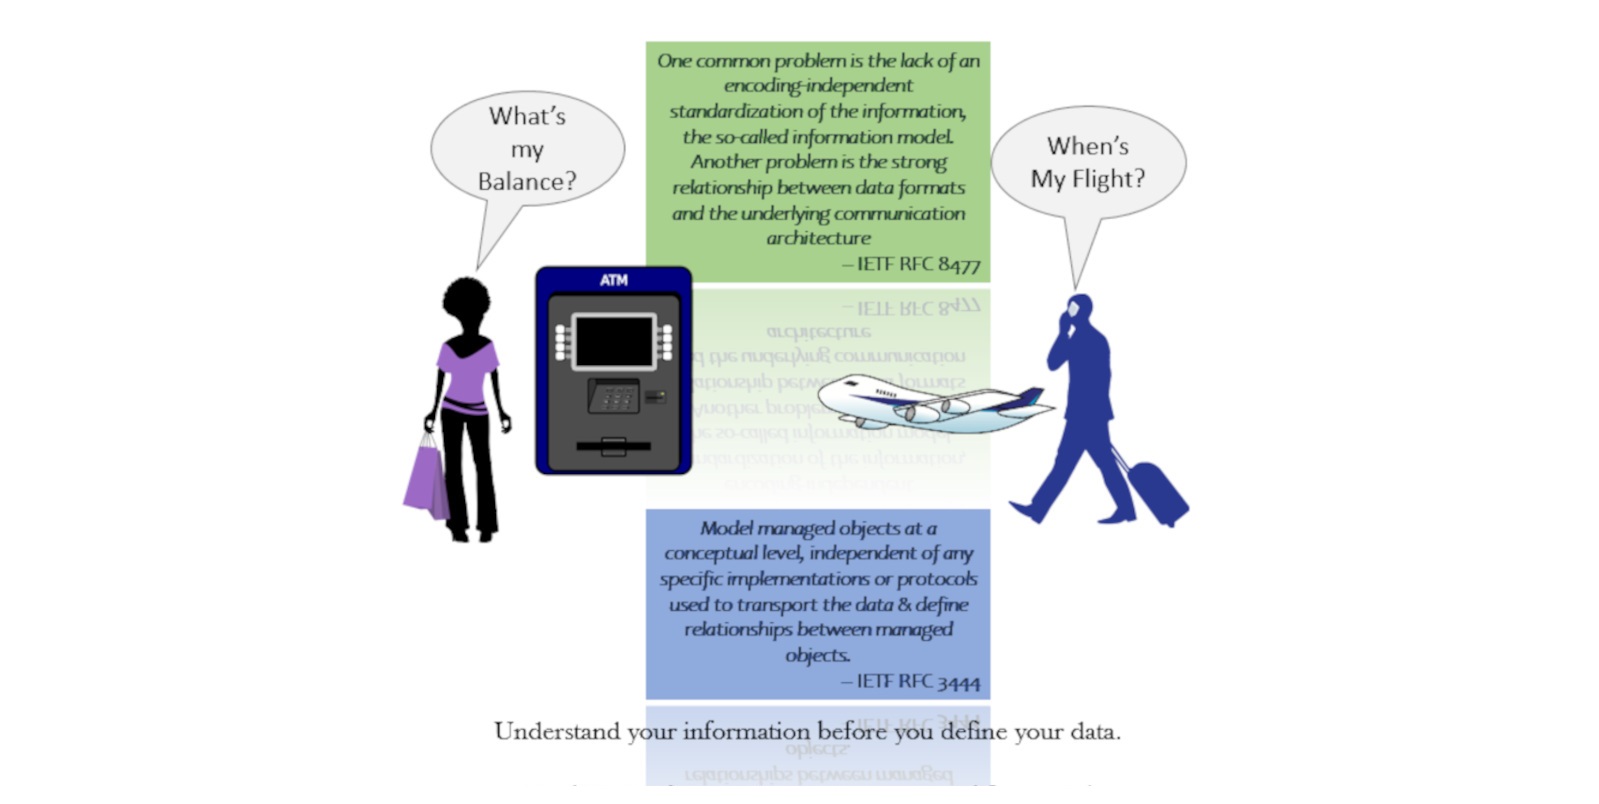 What's
my
Balance?
One common problem is the lack of an
encoding-independent
standardization of the information,
the so-called information model.
Another problem is the strong
relationship between data formats
and the underlying communication
architecture
– IETF RFC 8477
When's
My Flight?
ATM
Model managed objects at a
conceptual level, independent of any
specific implementations or protocols
used to transport the data & define
relationships between managed
objects.
– IETF RFC 3444
Understand your information before you define your data.